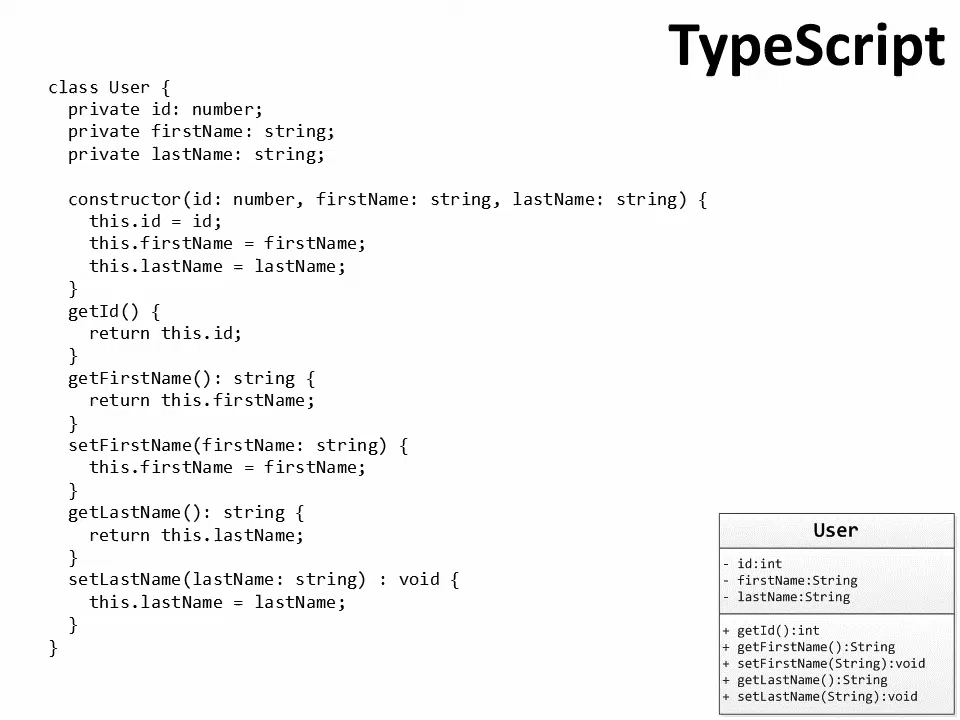 TypeScript
class User {
  private id: number;
  private firstName: string;
  private lastName: string;

  constructor(id: number, firstName: string, lastName: string) {
    this.id = id;
    this.firstName = firstName;
    this.lastName = lastName;
  }
  getId() {
    return this.id;
  }
  getFirstName(): string {
    return this.firstName;
  }
  setFirstName(firstName: string) {
    this.firstName = firstName;
  }
  getLastName(): string {
    return this.lastName;
  }
  setLastName(lastName: string) : void {
    this.lastName = lastName;
  }
}
User
- id:int
- firstName:String
- lastName:String
+ getId():int
+ getFirstName():String
+ setFirstName(String):void
+ getLastName():String
+ setLastName(String):void